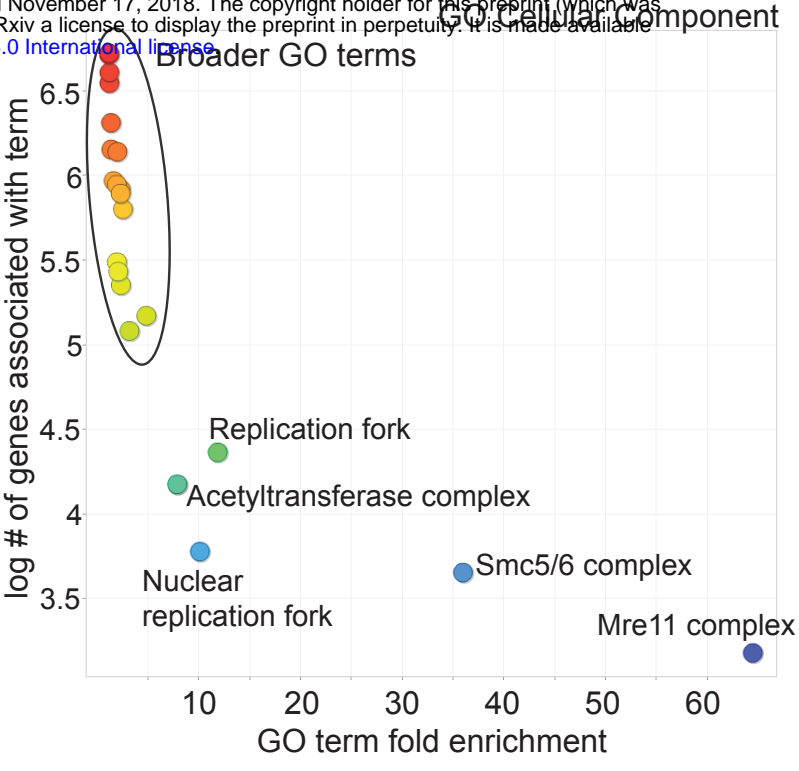 November 17, 2018. The copyright holder for this preprint (which was
Rxiv a license to display the preprint in perpetuity. It is made available
.0 International license.
GO Cellular Component
Broader GO terms
6.5
6
5.5
5
4.5
4
3.5
log # of genes associated with term
Replication fork
Acetyltransferase complex
Nuclear
replication fork
Smc5/6 complex
Mre11 complex
10 20 30 40 50 60
GO term fold enrichment